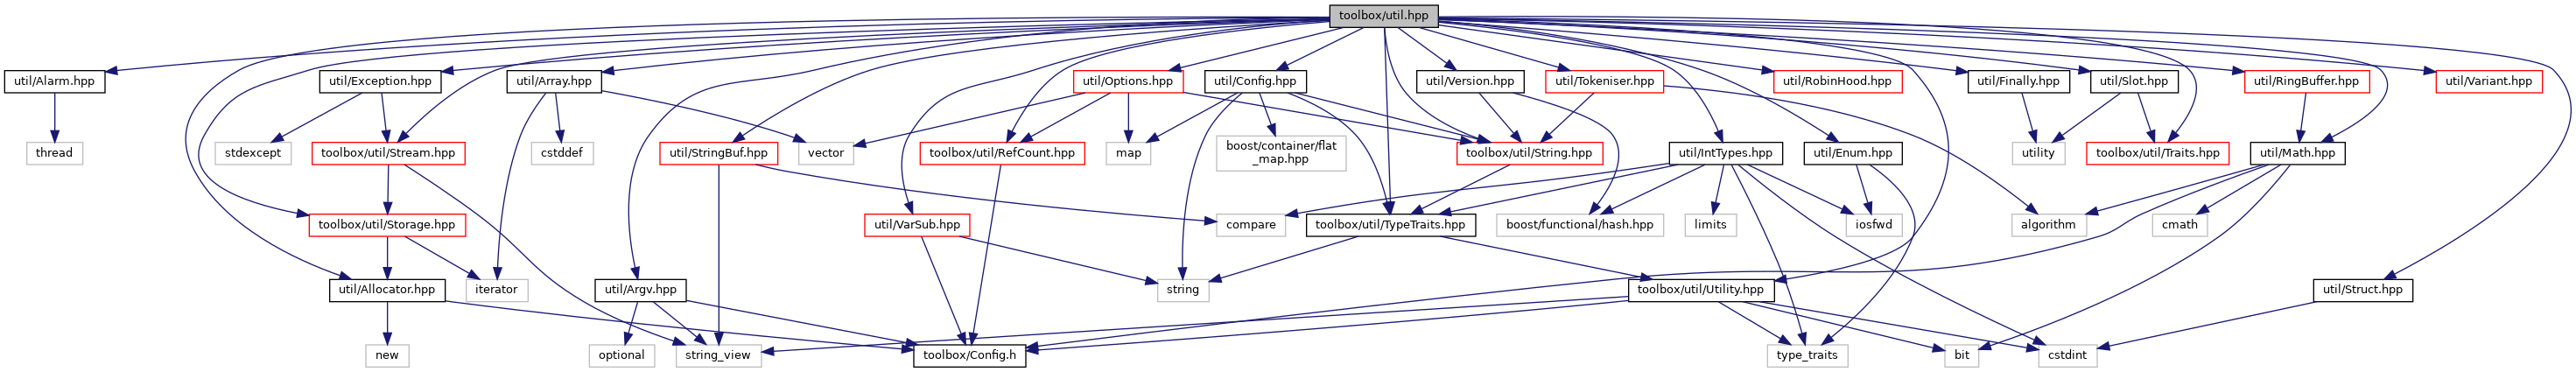 toolbox/util.hpp
util/Alarm.hpp
util/Exception.hpp
util/Array.hpp
util/Options.hpp
util/Config.hpp
util/Version.hpp
util/Tokeniser.hpp
util/RobinHood.hpp
util/Finally.hpp
util/Slot.hpp
util/RingBuffer.hpp
util/Variant.hpp
thread
stdexcept
toolbox/util/Stream.hpp
cstddef
util/StringBuf.hpp
vector
toolbox/util/RefCount.hpp
map
boost/container/flat
_map.hpp
toolbox/util/String.hpp
util/IntTypes.hpp
util/Enum.hpp
utility
toolbox/util/Traits.hpp
util/Math.hpp
toolbox/util/Storage.hpp
util/VarSub.hpp
compare
toolbox/util/TypeTraits.hpp
boost/functional/hash.hpp
limits
iosfwd
algorithm
cmath
util/Allocator.hpp
iterator
util/Argv.hpp
string
toolbox/util/Utility.hpp
util/Struct.hpp
new
optional
string_view
toolbox/Config.h
type_traits
bit
cstdint